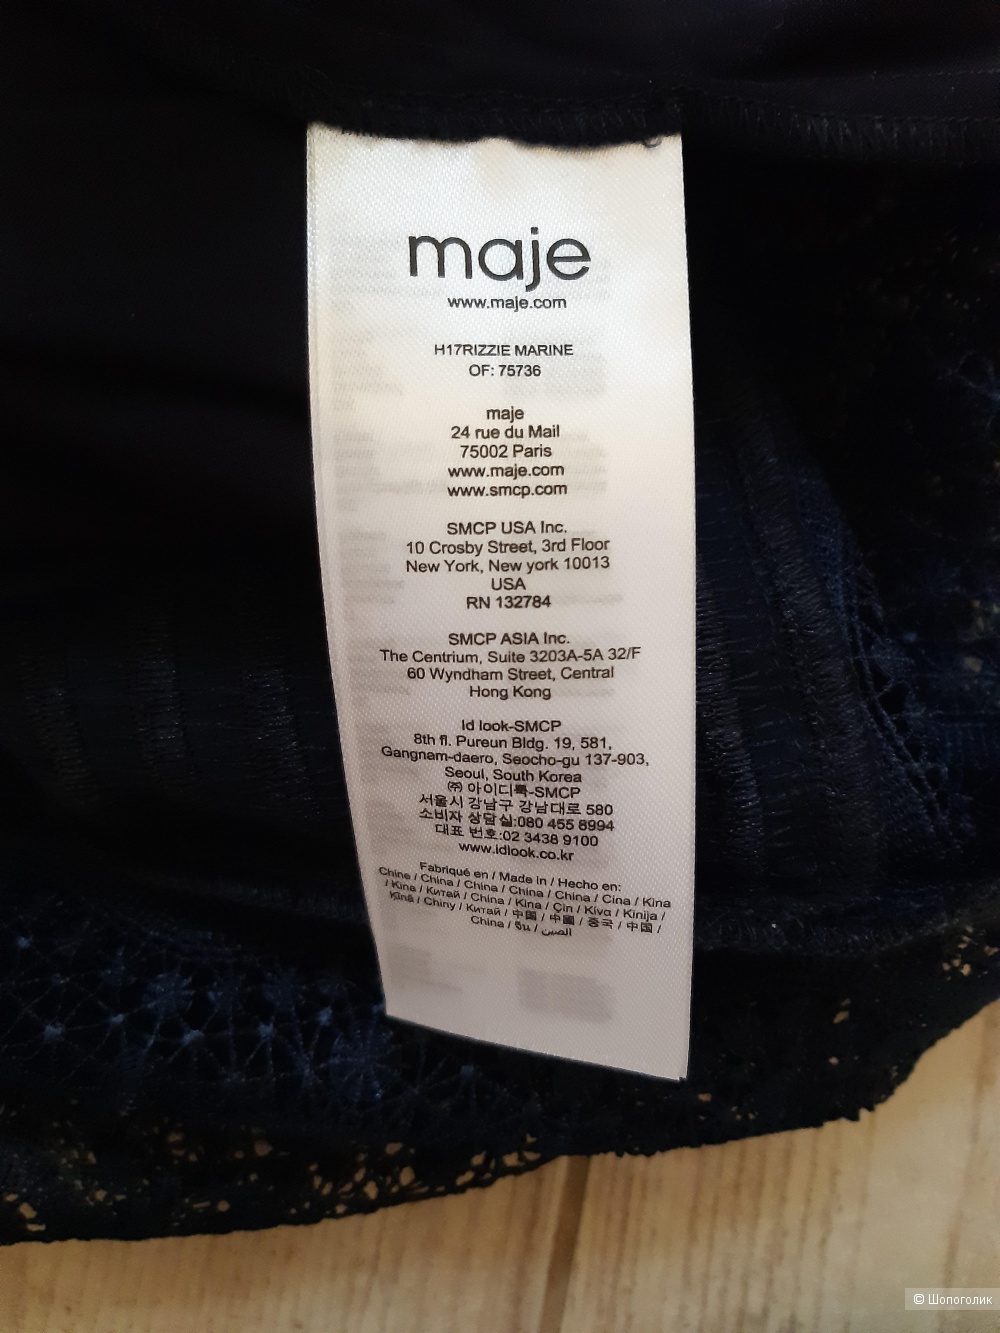 maje
www.maje.com
H17RIZZIE MARINE
OF: 75736
maje
24 rue du Mail
75002 Paris
www.maje.com
www.smcp.com
SMCP USA Inc.
10 Crosby Street, 3rd Floor
New York, New york 10013
USA
RN 132784
SMCP ASIA Inc.
The Centrium, Suite 3203A-5A 32/F
60 Wyndham Street, Central
Hong Kong
Id look-SMCP
8th fl. Pureun Bldg. 19, 581,
Gangnam-daero, Seocho-gu 137-903,
Seoul, South Korea
㈜ 아이디룩-SMCP
서울시 강남구 강남대로 580
소비자 상담실:080 455 8994
대표 번호:02 3438 9100
www.idlook.co.kr
Fabriqué en / Made in / Hecho en:
Chine / China / China / China / China / Cina / Kina
/ Kina / Китай / China / Kina / Çin / Κίνα / Kinija /
Ķīna / Chiny / Китай / 中国 / 中國 / 중국 / 中国 /
China / จีน / الصين
© Шопоголик